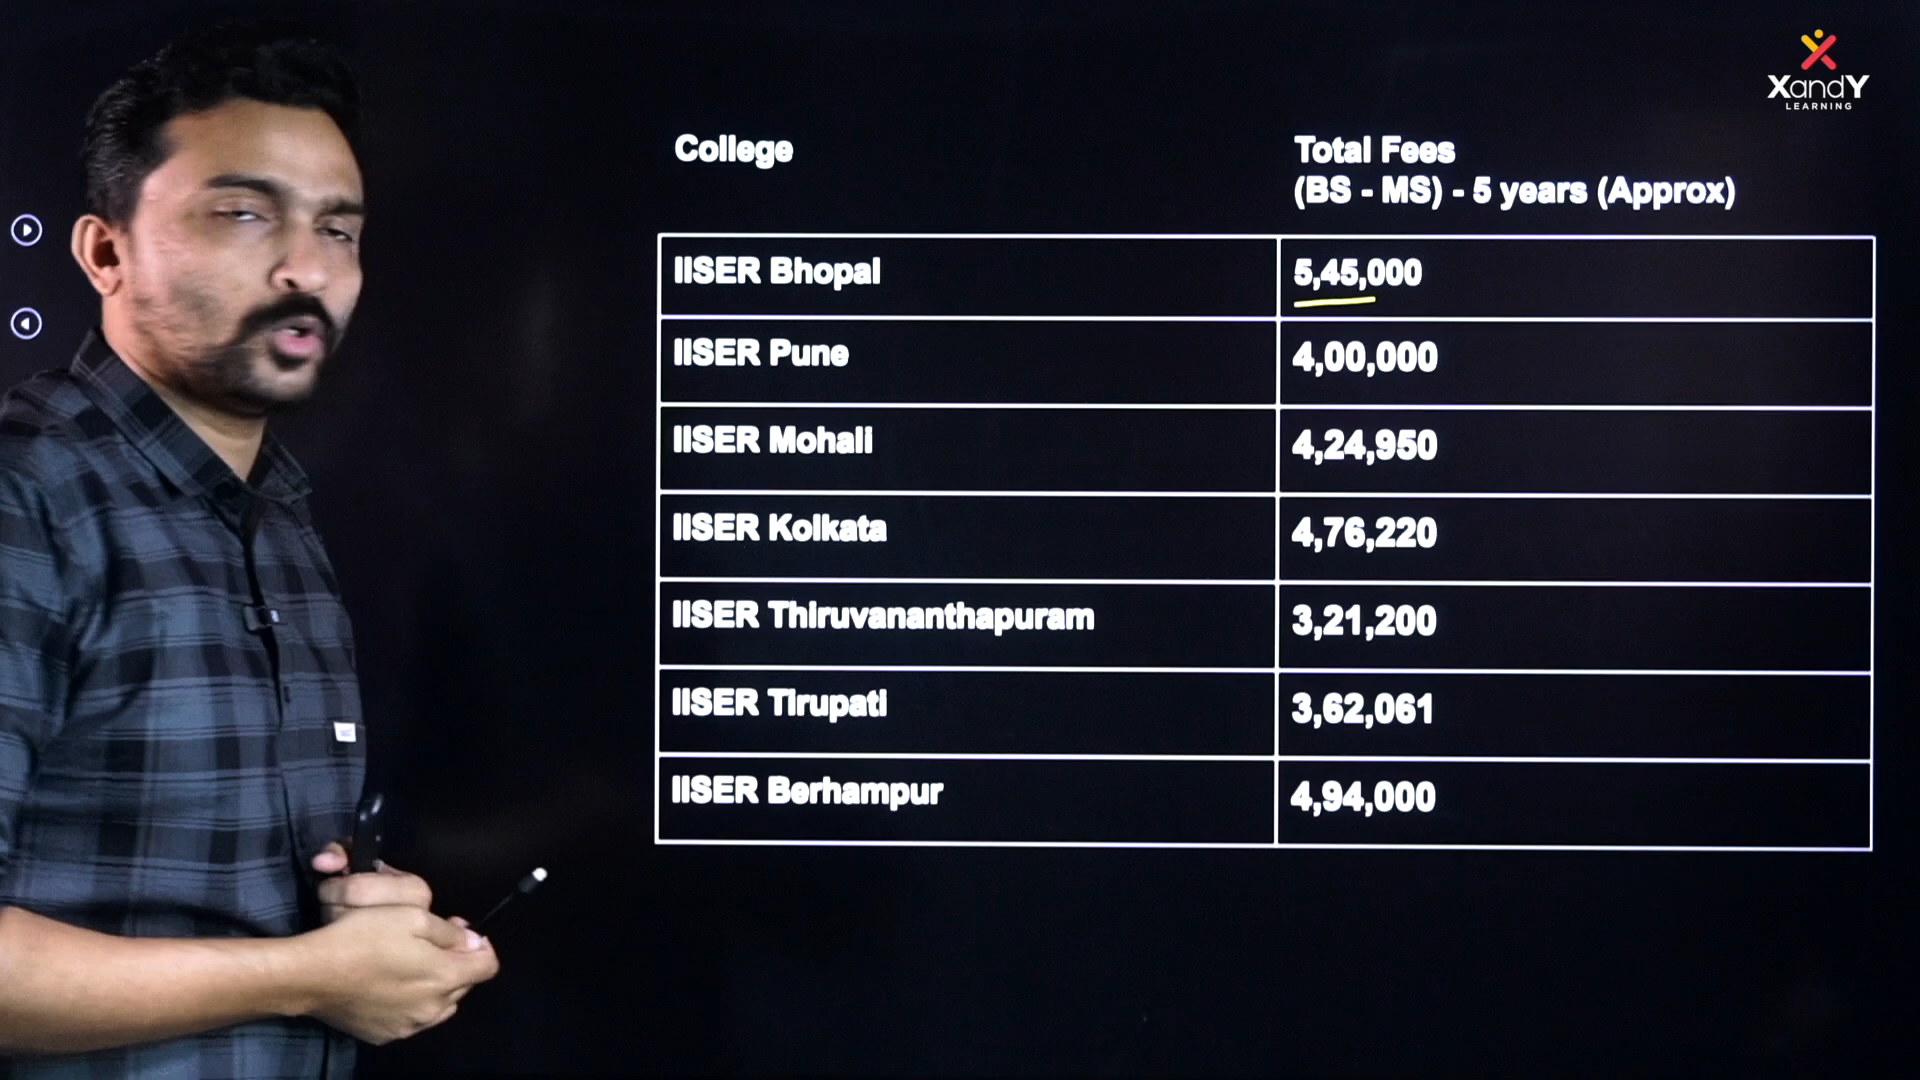 XandY
LEARNING
College
Total Fees
(BS - MS) - 5 years (Approx)
IISER Bhopal
5,45,000
IISER Pune
4,00,000
IISER Mohali
4,24,950
IISER Kolkata
4,76,220
IISER Thiruvananthapuram
3,21,200
IISER Tirupati
3,62,061
IISER Berhampur
4,94,000